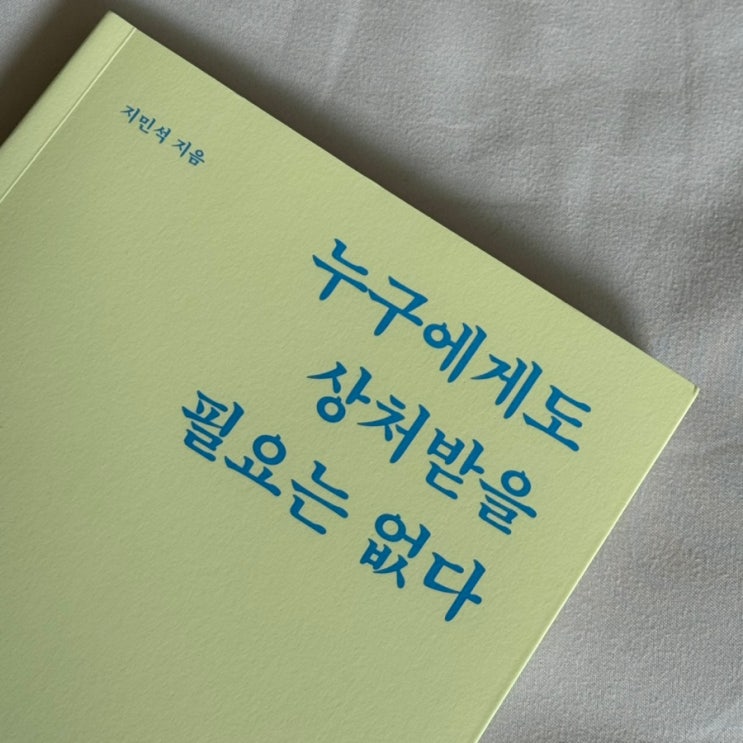 지민석 지음
누구에게도
상처받을
필요는 없다